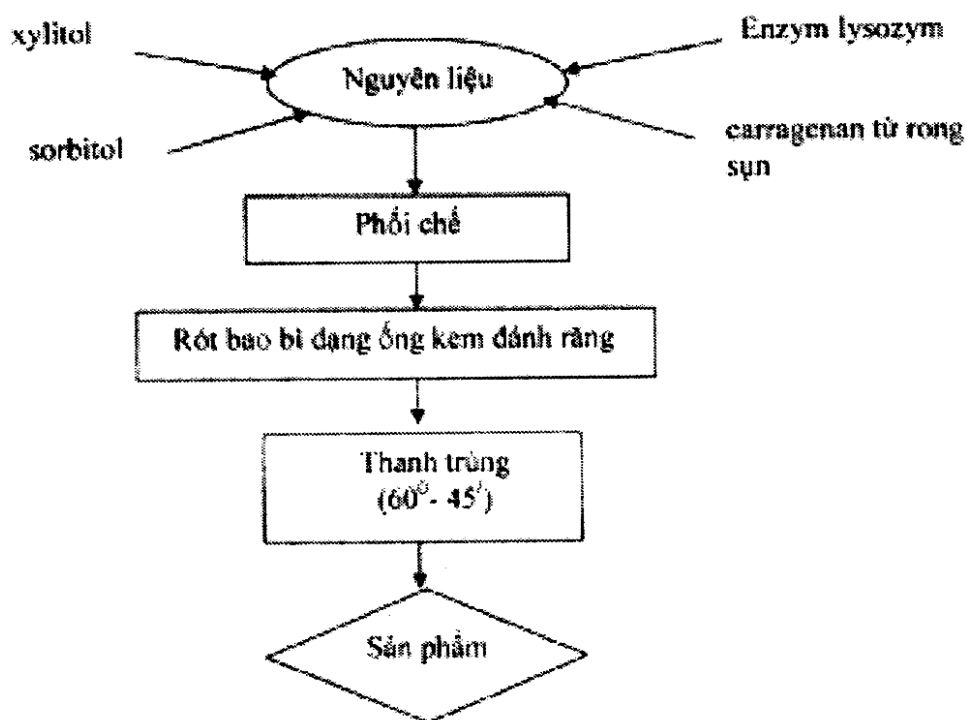 xylitol
Enzym lysozym
Nguyên liệu
sorbitol
carragenan từ rong
sụn
Phối chế
Rót bao bì dạng ống kem đánh răng
Thanh trùng
(60⁰- 45')
Sản phẩm